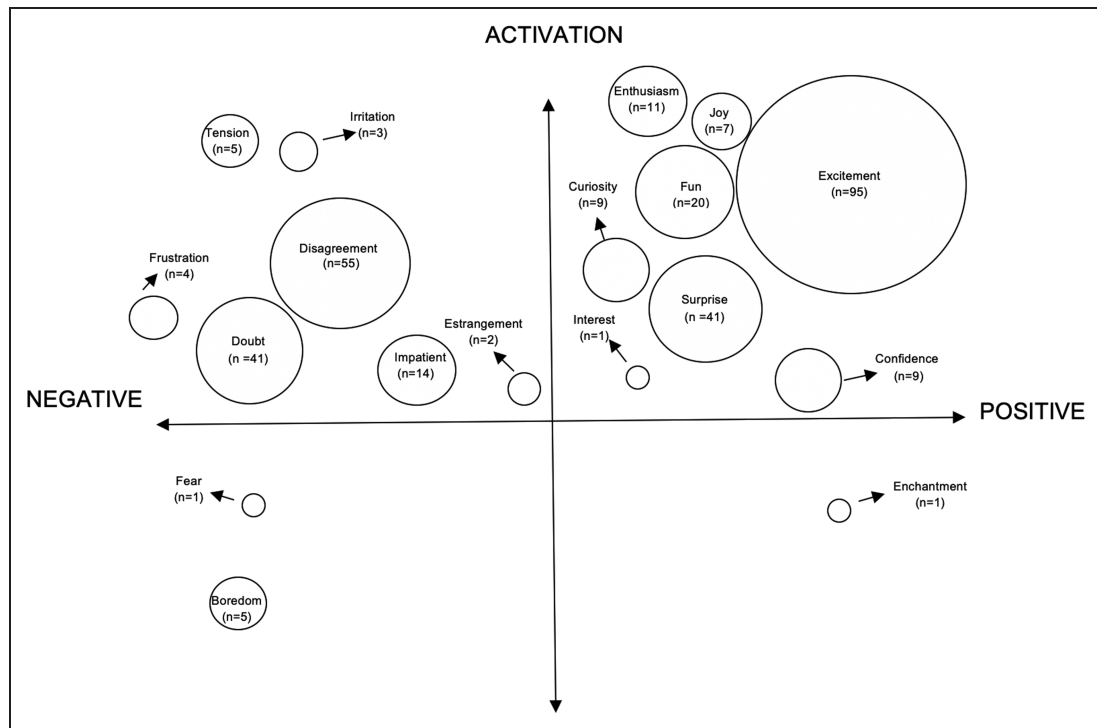 ACTIVATION
Enthusiasm
(n=11)
Joy
(n=7)
Irritation
(n=3)
Tension
(n=5)
Excitement
(n=95)
Curiosity
(n=9)
Fun
(n=20)
Disagreement
(n=55)
Frustration
(n=4)
Surprise
(n =41)
Interest
(n=1)
Estrangement
(n=2)
Doubt
(n =41)
Impatient
(n=14)
Confidence
(n=9)
NEGATIVE
POSITIVE
Fear
(n=1)
Enchantment
(n=1)
Boredom
(n=5)